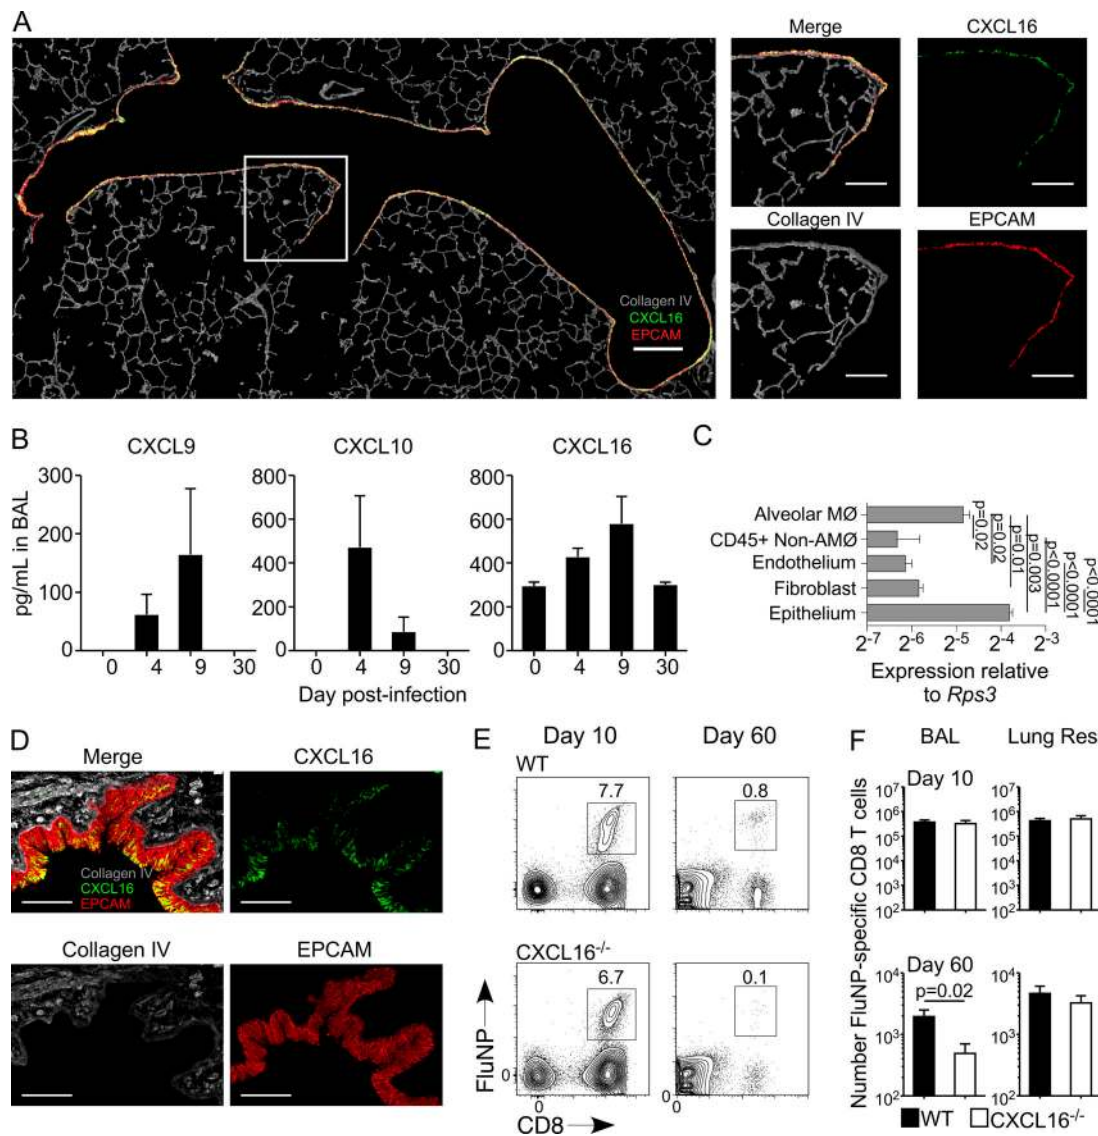 A
Merge
CXCL16
Collagen IV
EPCAM
Collagen IV
CXCL16
EPCAM
B
CXCL9
CXCL10
CXCL16
pg/mL in BAL
300
200
100
0
800
600
400
200
0
800
600
400
200
0
0 4 9 30
0 4 9 30
0 4 9 30
Day post-infection
C
Alveolar MØ
CD45+ Non-AMØ
Endothelium
Fibroblast
Epithelium
p=0.02
p=0.02
p=0.01
p=0.003
p<0.0001
p<0.0001
p<0.0001
2-7 2-6 2-5 2-4 2-3
Expression relative
to Rps3
D
Merge
CXCL16
Collagen IV
CXCL16
EPCAM
Collagen IV
EPCAM
E
Day 10 Day 60
WT
7.7
0.8
CXCL16-/-
6.7
0.1
FluNP
0
0
0
0
CD8
F
BAL
Lung Res
Number FluNP-specific CD8 T cells
Day 10
107
106
105
104
103
102
107
106
105
104
103
102
Day 60
p=0.02
104
103
102
104
103
102
WT
CXCL16-/-